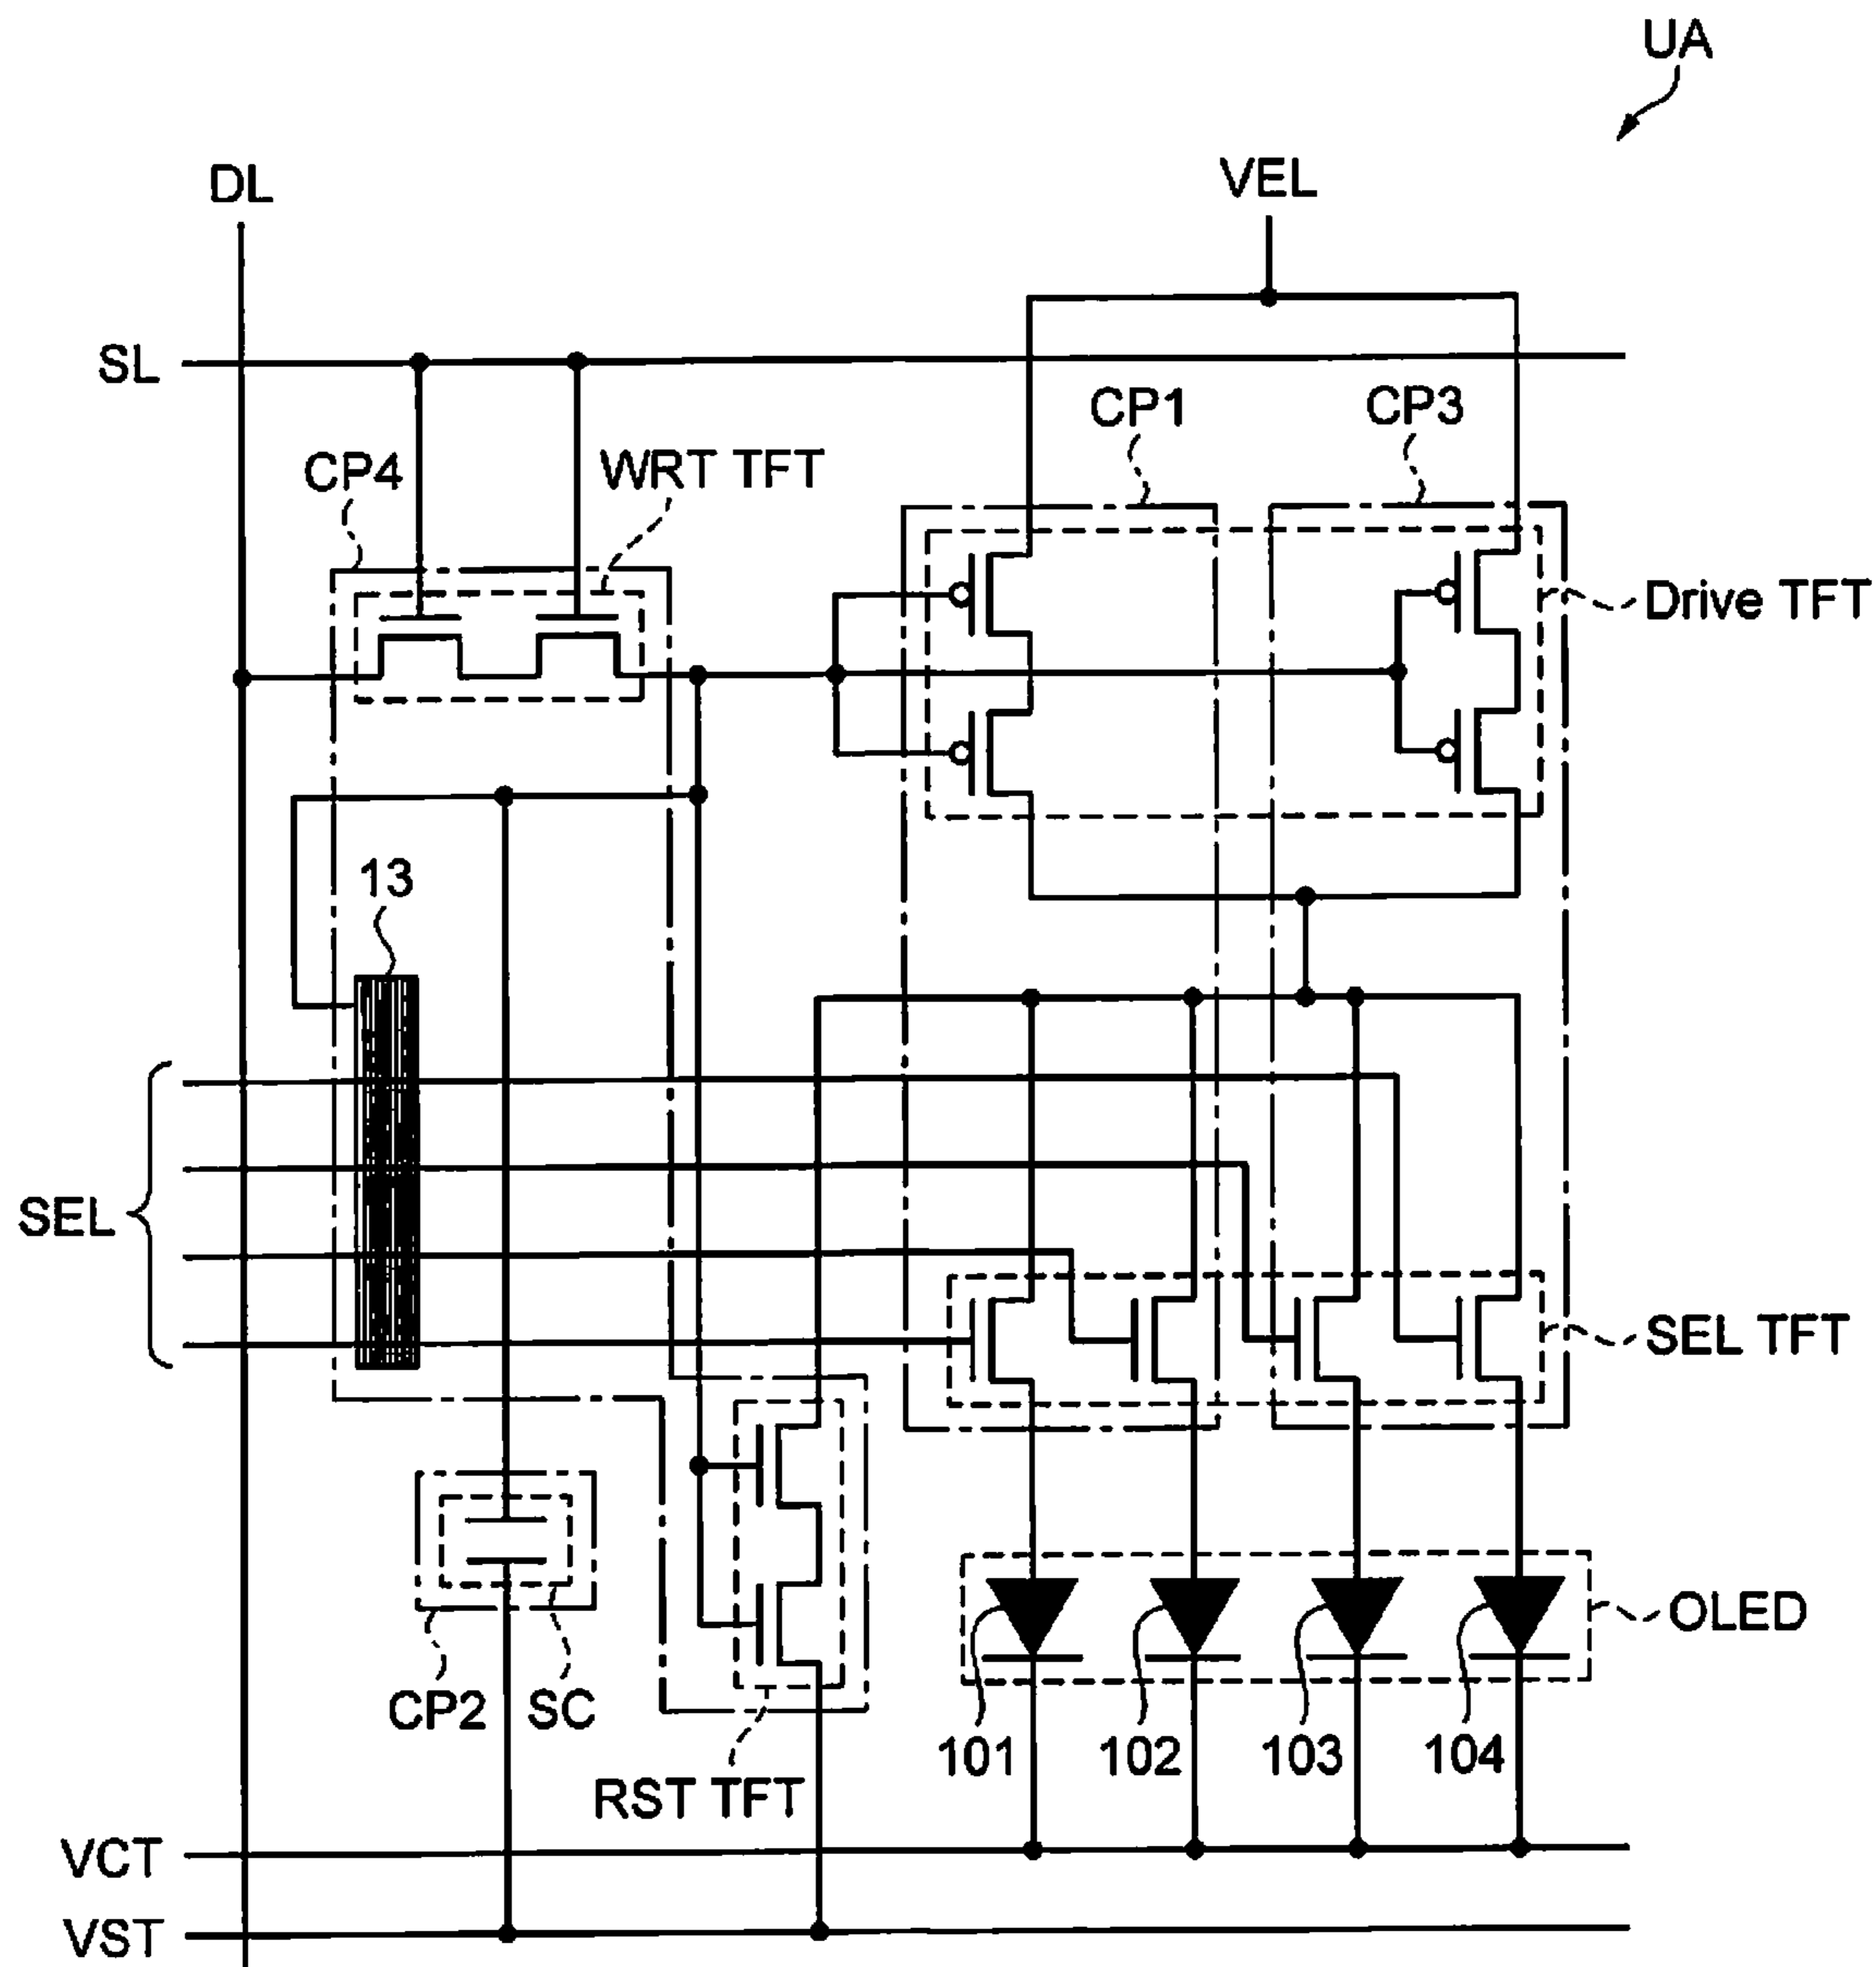 UA
DL
VEL
SL
CP1
CP3
CP4
WRT TFT
Drive TFT
13
SEL
SEL TFT
OLED
CP2
SC
101
102
103
104
RST TFT
VCT
VST